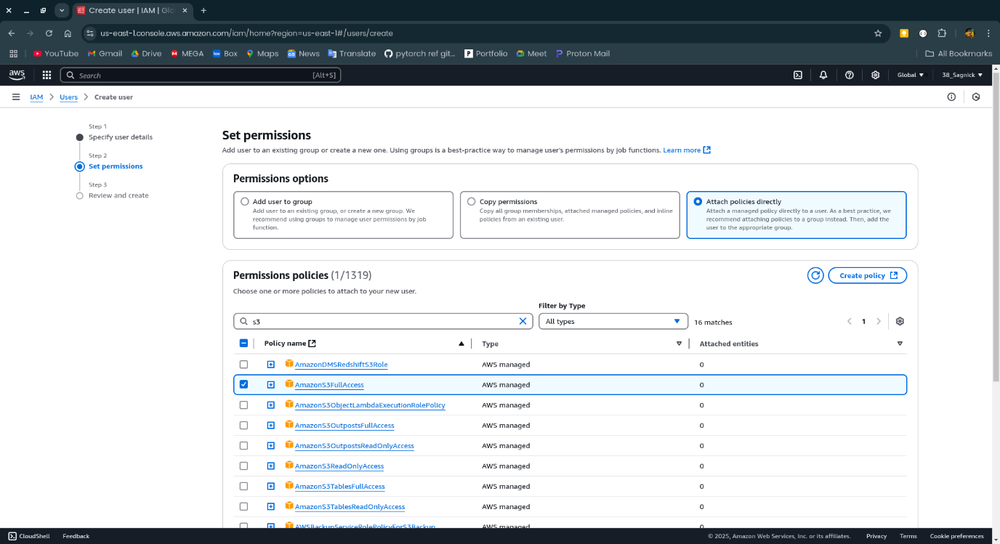 Create user | IAM | Glo
us-east-1.console.aws.amazon.com/iam/home?region=us-east-1#/users/create
YouTube Gmail Drive MEGA Box Maps News Translate pytorch ref git... Portfolio Meet Proton Mail All Bookmarks
aws Search [Alt+S] Global 38_Sagnick
IAM Users Create user
Step 1
Specify user details
Step 2
Set permissions
Step 3
Review and create
Set permissions
Add user to an existing group or create a new one. Using groups is a best-practice way to manage user's permissions by job functions. Learn more
Permissions options
Add user to group
Add user to an existing group, or create a new group. We
recommend using groups to manage user permissions by job
function.
Copy permissions
Copy all group memberships, attached managed policies, and inline
policies from an existing user.
Attach policies directly
Attach a managed policy directly to a user. As a best practice, we
recommend attaching policies to a group instead. Then, add the
user to the appropriate group.
Permissions policies (1/1319)
Create policy
Choose one or more policies to attach to your new user.
Filter by Type
s3 All types 16 matches 1
Policy name Type Attached entities
AmazonDMSRedshiftS3Role AWS managed 0
AmazonS3FullAccess AWS managed 0
AmazonS3ObjectLambdaExecutionRolePolicy AWS managed 0
AmazonS3OutpostsFullAccess AWS managed 0
AmazonS3OutpostsReadOnlyAccess AWS managed 0
AmazonS3ReadOnlyAccess AWS managed 0
AmazonS3TablesFullAccess AWS managed 0
AmazonS3TablesReadOnlyAccess AWS managed 0
AWSBackupServiceRolePolicyForS3Backup AWS managed 0
CloudShell Feedback © 2025, Amazon Web Services, Inc. or its affiliates. Privacy Terms Cookie preferences